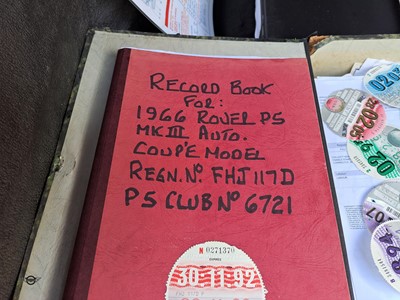 RECORD BOOK
FOR:
1966 ROVER P5
MK III AUTO.
COUPE MODEL
REGN. Nº FHJ 117D
P5 CLUB Nº 6721
N 0271370
30 11 92